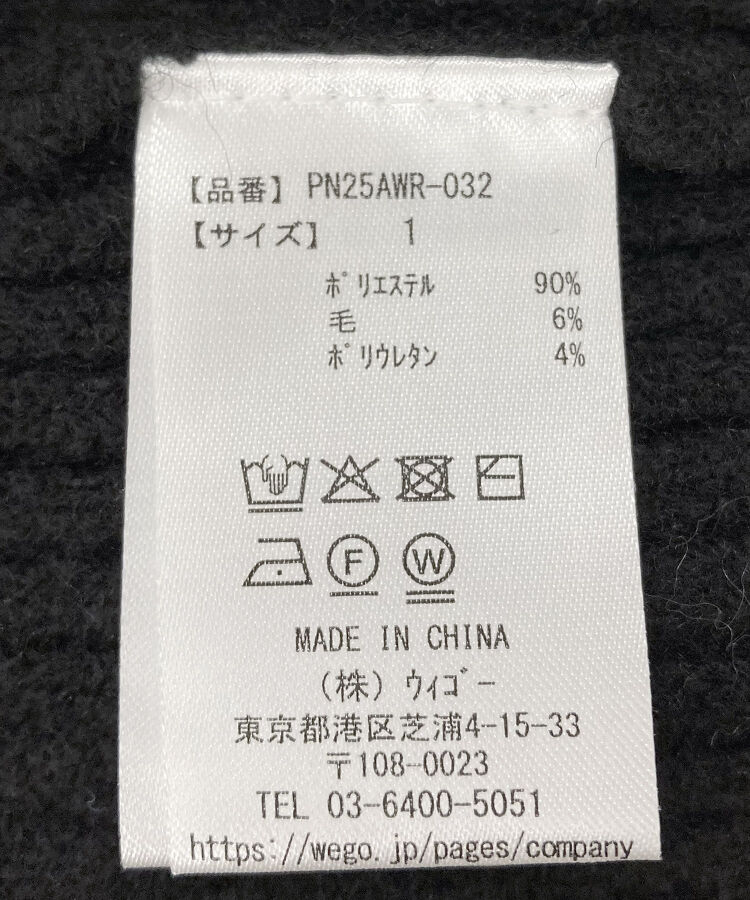 【品番】 PN25AWR-032
【サイズ】 1
ﾎﾟﾘｴｽﾃﾙ 90%
毛 6%
ﾎﾟﾘｳﾚﾀﾝ 4%
F W
MADE IN CHINA
(株) ｳｨｺﾞｰ
東京都港区芝浦4-15-33
〒108-0023
TEL 03-6400-5051
https://wego.jp/pages/company